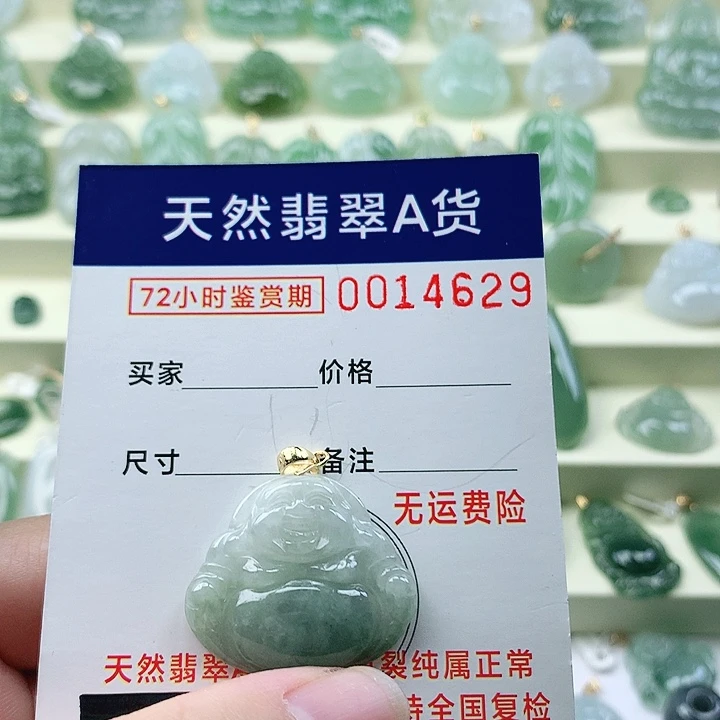 天然翡翠A货
72小时鉴赏期 0014629
买家 价格
尺寸 备注
无运费险
天然翡翠 裂纯属正常
持全国复检